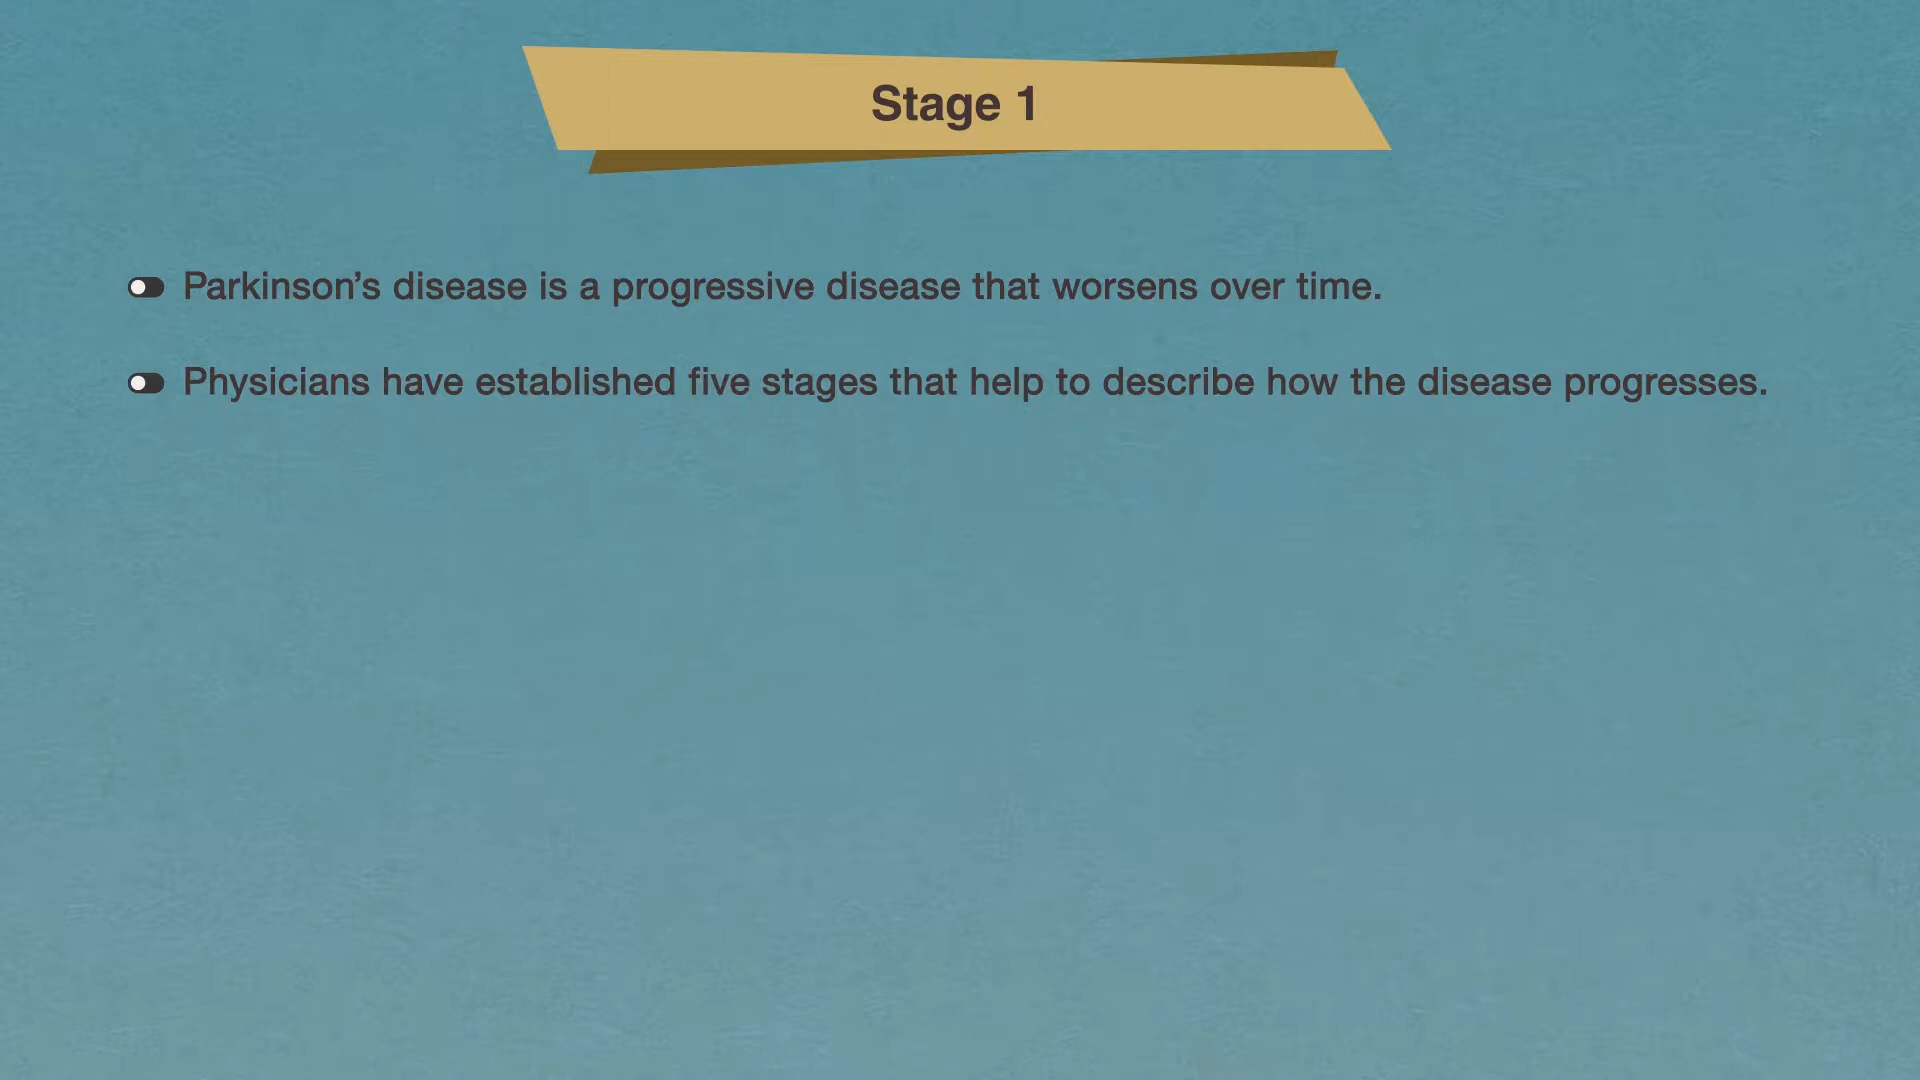 Stage 1
Parkinson’s disease is a progressive disease that worsens over time.
Physicians have established five stages that help to describe how the disease progresses.